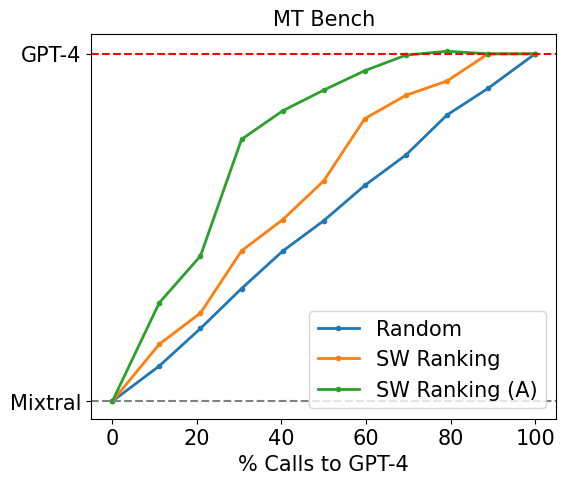 MT Bench
GPT-4
Mixtral
Random
SW Ranking
SW Ranking (A)
0 20 40 60 80 100
% Calls to GPT-4